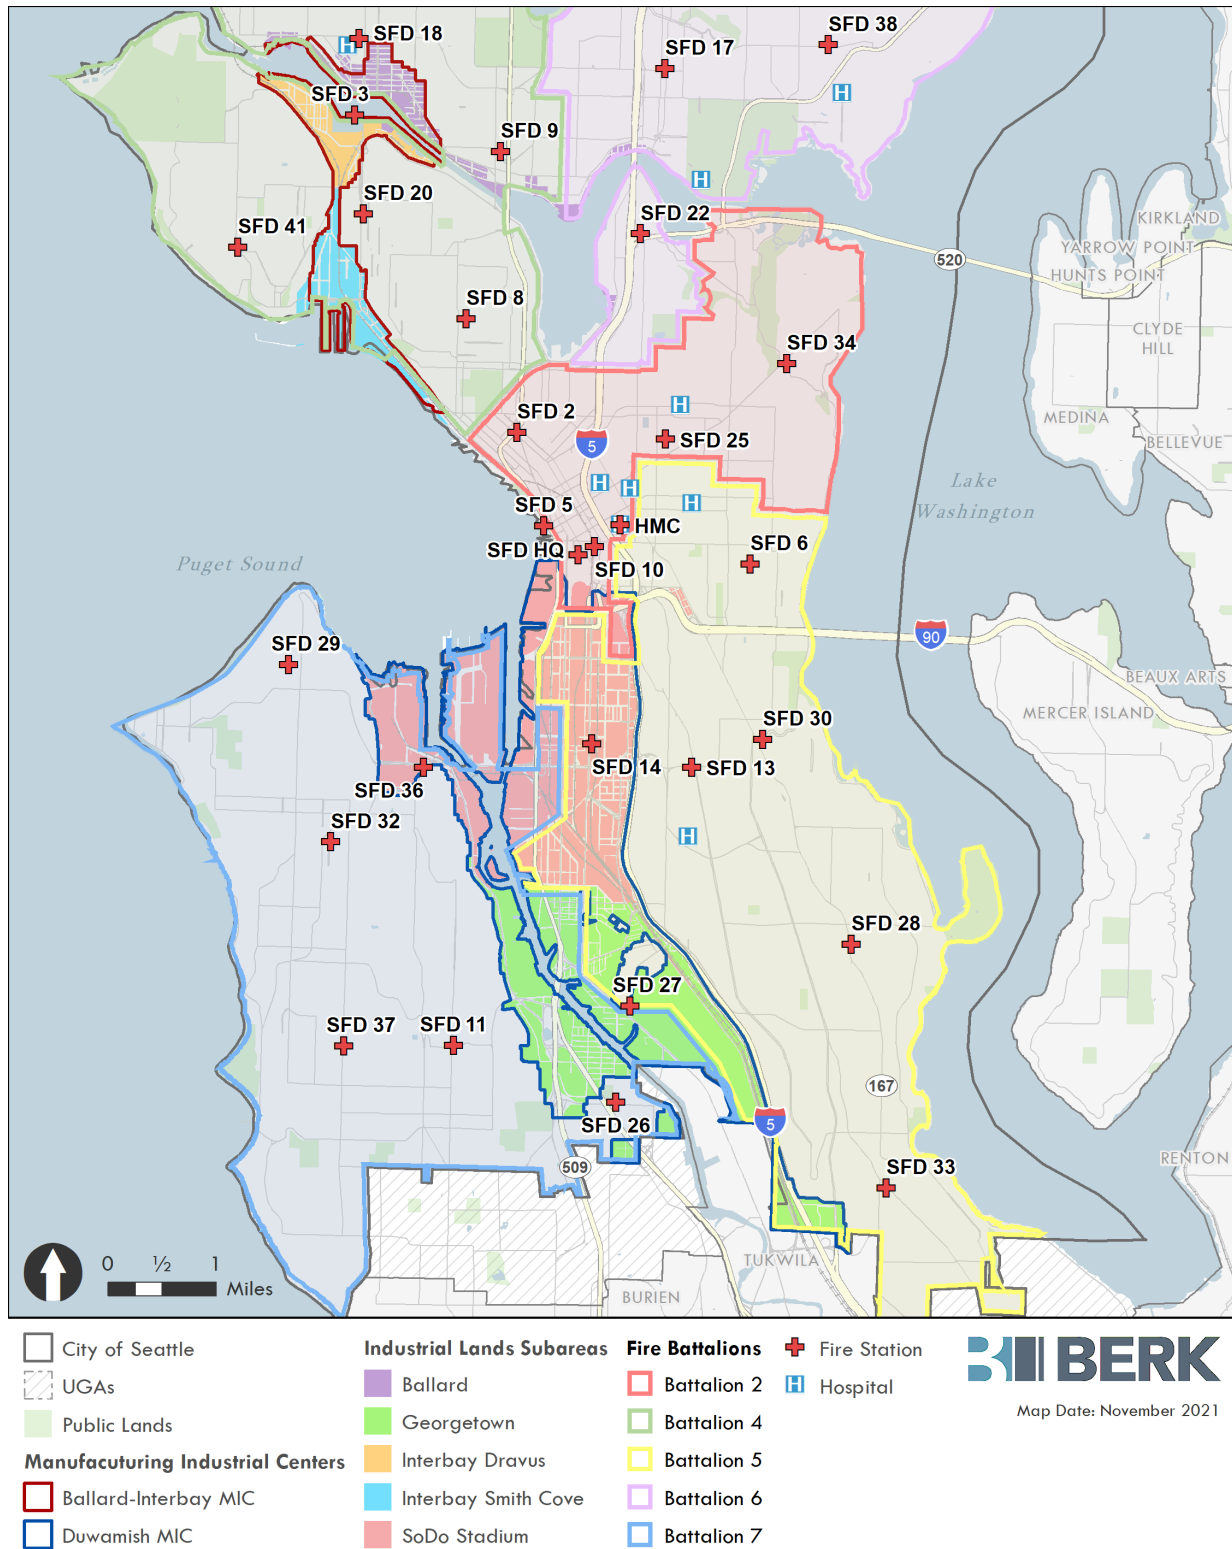 SFD 38
SFD 18
SFD 17
SFD 3
SFD 9
SFD 20
SFD 22
SFD 41
KIRKLAND
YARROW POINT
520
HUNTS POINT
SFD 8
CLYDE
HILL
SFD 34
SFD 2
MEDINA
5
SFD 25
BELLEVUE
Lake
Washington
SFD 5
HMC
SFD HQ
SFD 6
Puget Sound
SFD 10
90
SFD 29
BEAUX ARTS
MERCER ISLAND
SFD 30
SFD 14
SFD 13
SFD 36
SFD 32
SFD 28
SFD 27
SFD 37
SFD 11
167
5
SFD 26
RENTON
509
SFD 33
TUKWILA
BURIEN
0 ½ 1
Miles
City of Seattle
UGAs
Public Lands
Manufacuturing Industrial Centers
Ballard-Interbay MIC
Duwamish MIC
Industrial Lands Subareas
Ballard
Georgetown
Interbay Dravus
Interbay Smith Cove
SoDo Stadium
Fire Battalions
Battalion 2
Battalion 4
Battalion 5
Battalion 6
Battalion 7
Fire Station
H Hospital
BERK
Map Date: November 2021